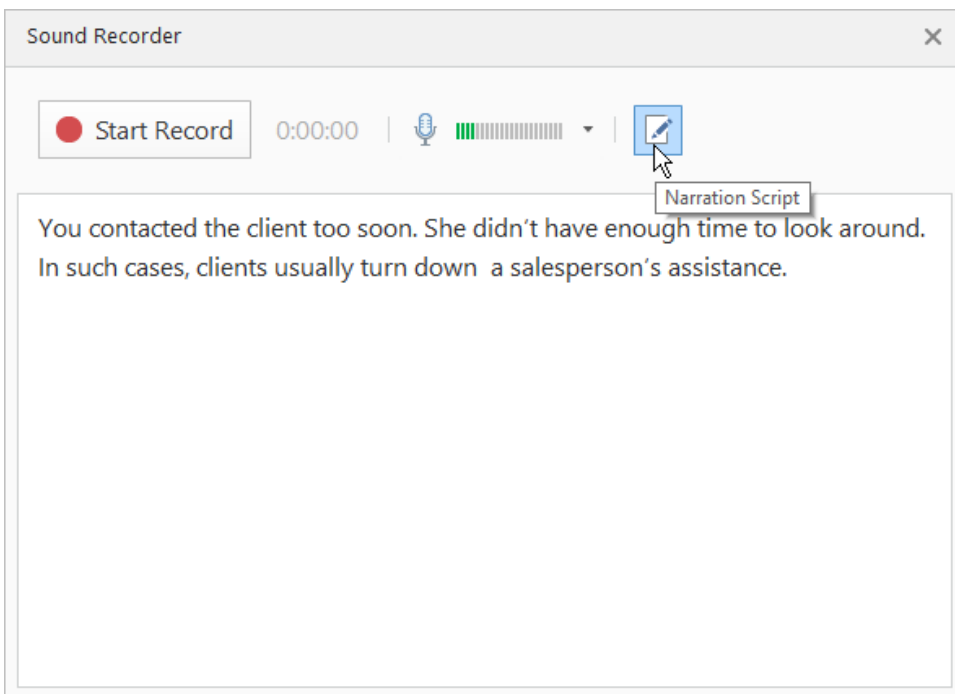 Sound Recorder
Start Record 0:00:00
Narration Script
You contacted the client too soon. She didn't have enough time to look around.
In such cases, clients usually turn down  a salesperson's assistance.